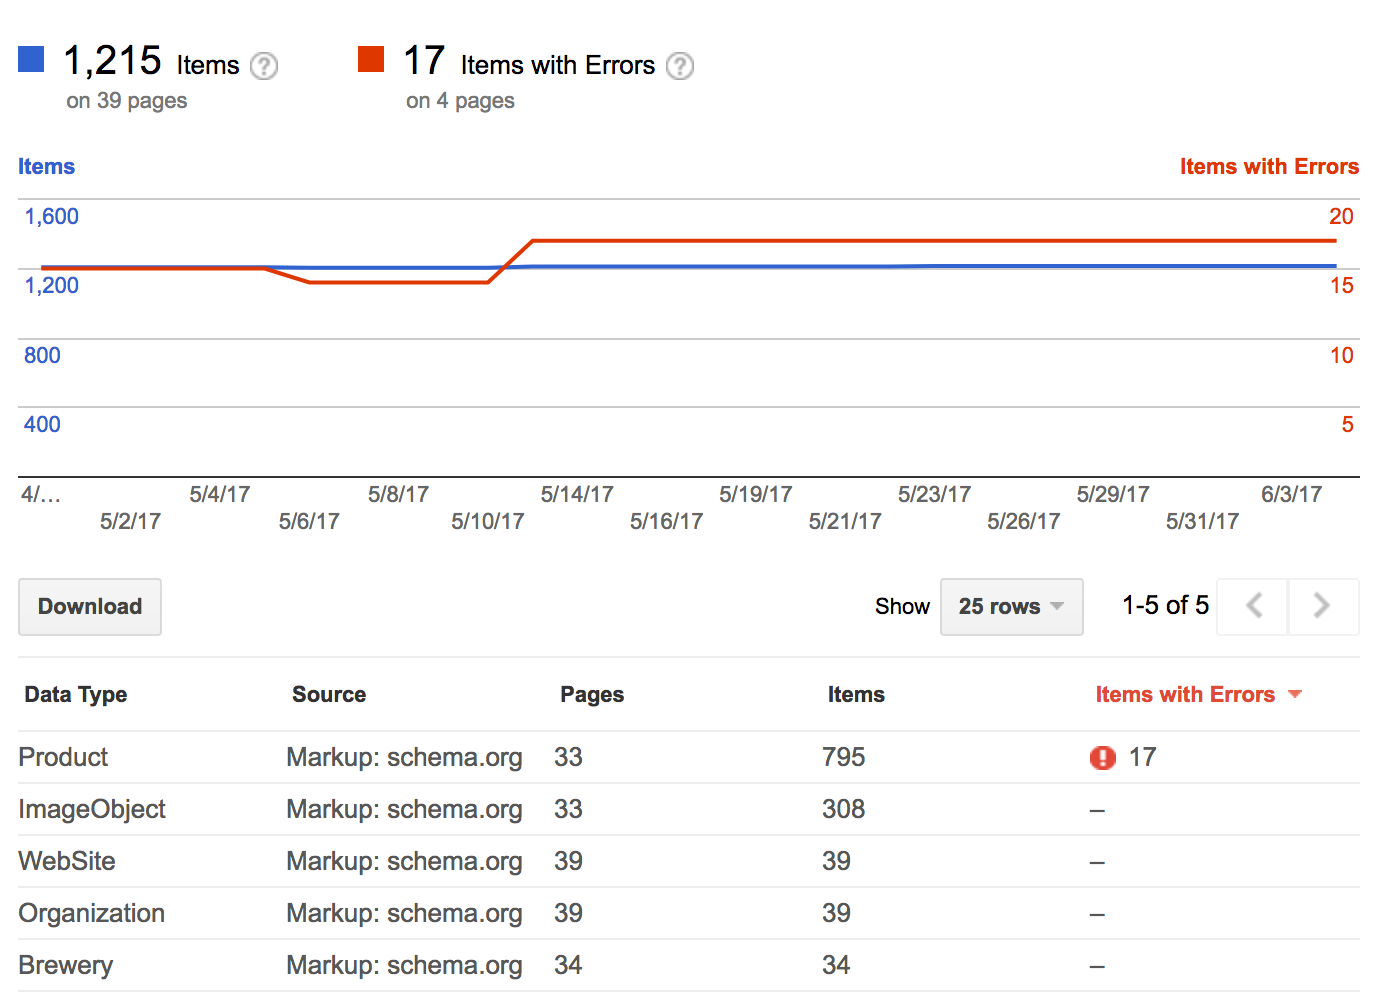 1,215 Items ?
on 39 pages
17 Items with Errors ?
on 4 pages
Items
Items with Errors
1,600
20
1,200
15
800
10
400
5
4/...
5/4/17
5/8/17
5/14/17
5/19/17
5/23/17
5/29/17
6/3/17
5/2/17
5/6/17
5/10/17
5/16/17
5/21/17
5/26/17
5/31/17
Download
Show
25 rows
1-5 of 5
Data Type Source Pages Items Items with Errors
Product Markup: schema.org 33 795 17
ImageObject Markup: schema.org 33 308 –
WebSite Markup: schema.org 39 39 –
Organization Markup: schema.org 39 39 –
Brewery Markup: schema.org 34 34 –